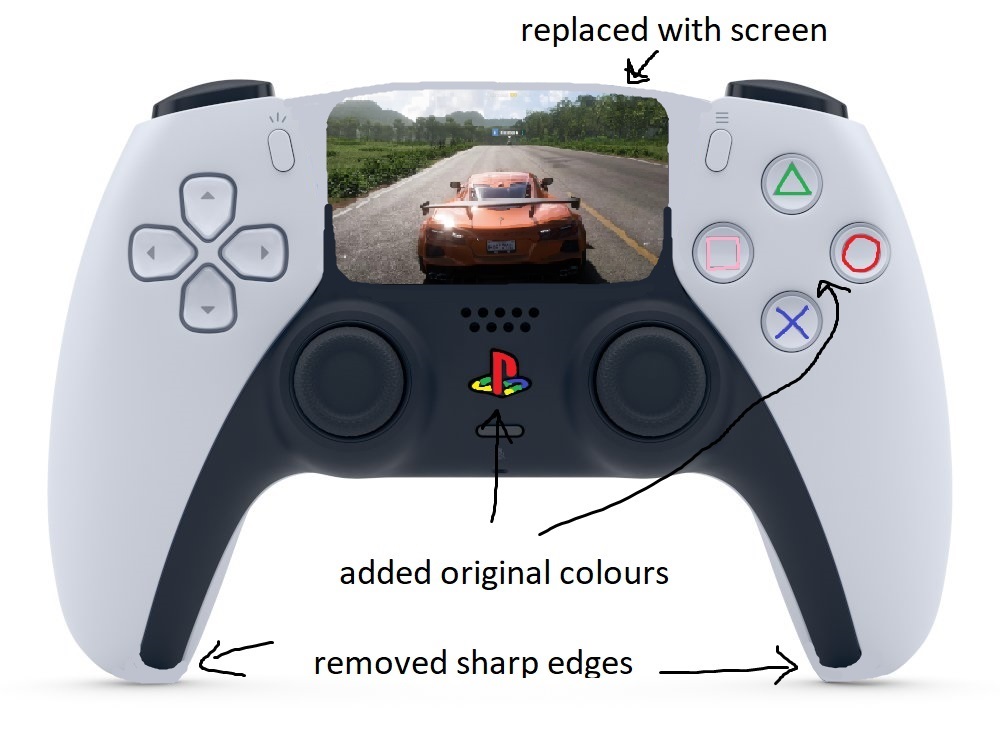 replaced with screen
added original colours
removed sharp edges